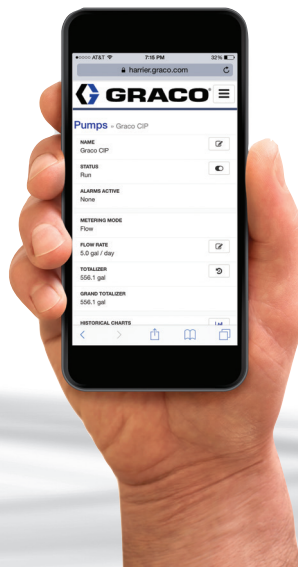 AT&T 7:15 PM 32%
harrier.graco.com
GRACO
Pumps - Graco CIP
NAME
Graco CIP
STATUS
Run
ALARMS ACTIVE
None
METERING MODE
Flow
FLOW RATE
5.0 gal / day
TOTALIZER
556.1 gal
GRAND TOTALIZER
556.1 gal
HISTORICAL CHARTS